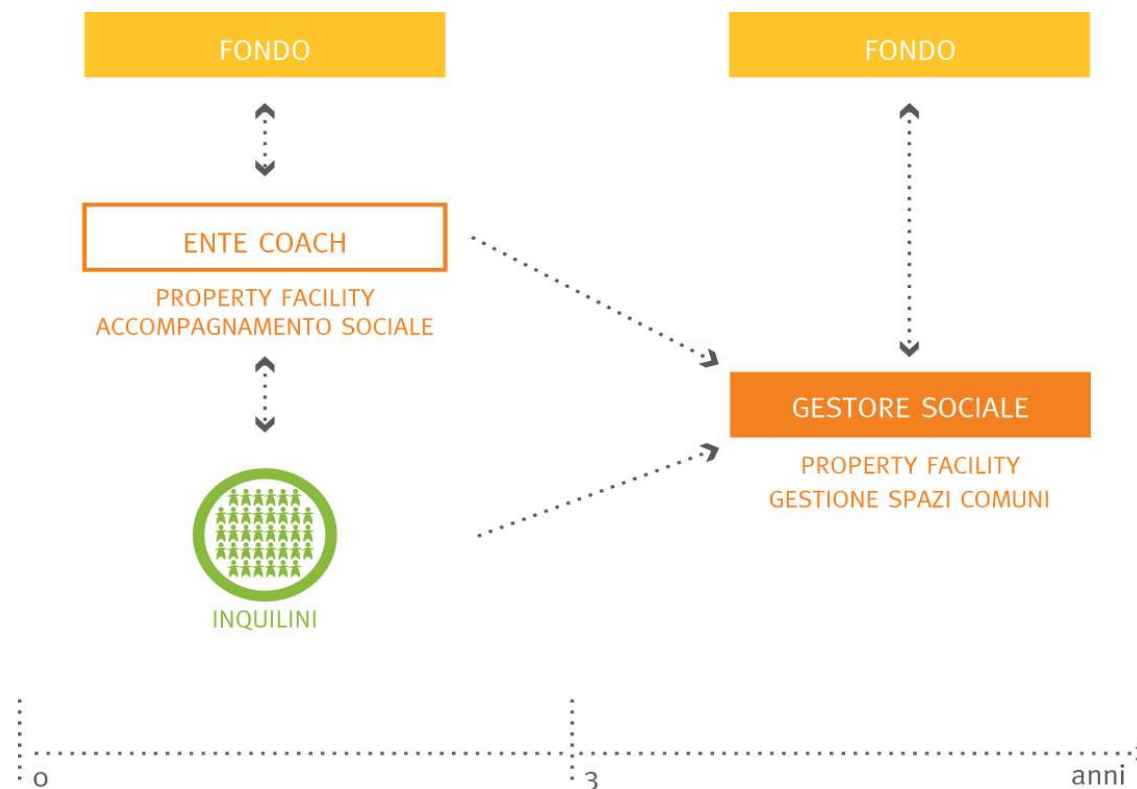 FONDO
FONDO
ENTE COACH
PROPERTY FACILITY
ACCOMPAGNAMENTO SOCIALE
GESTORE SOCIALE
PROPERTY FACILITY
GESTIONE SPAZI COMUNI
INQUILINI
0
3
anni